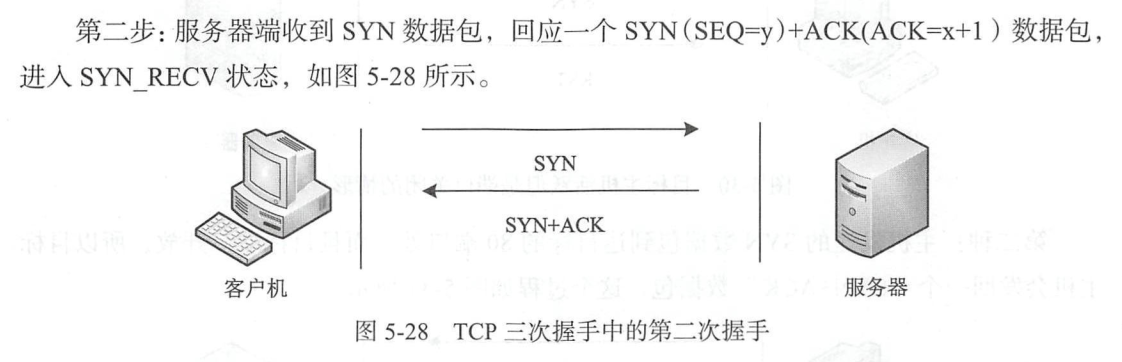 第二步：服务器端收到 SYN 数据包，回应一个 SYN（SEQ=y）+ACK(ACK=x+1 ）数据包，
进入 SYN_RECV 状态，如图 5-28 所示。
SYN
SYN+ACK
客户机
服务器
图 5-28 TCP 三次握手中的第二次握手